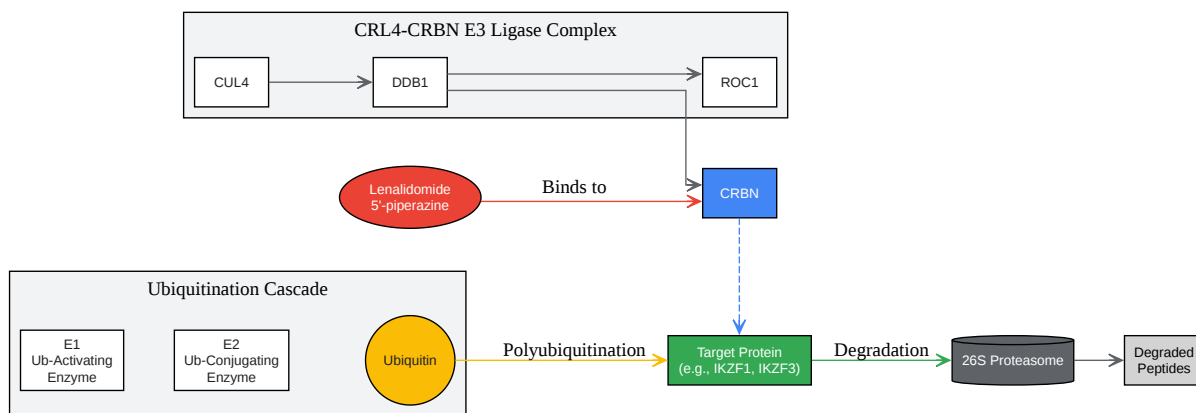 CRL4-CRBN E3 Ligase Complex
CUL4
DDB1
ROC1
Lenalidomide
5'-piperazine
Binds to
CRBN
Ubiquitination Cascade
E1
Ub-Activating
Enzyme
E2
Ub-Conjugating
Enzyme
Ubiquitin
Polyubiquitination
Target Protein
(e.g., IKZF1, IKZF3)
Degradation
26S Proteasome
Degraded
Peptides